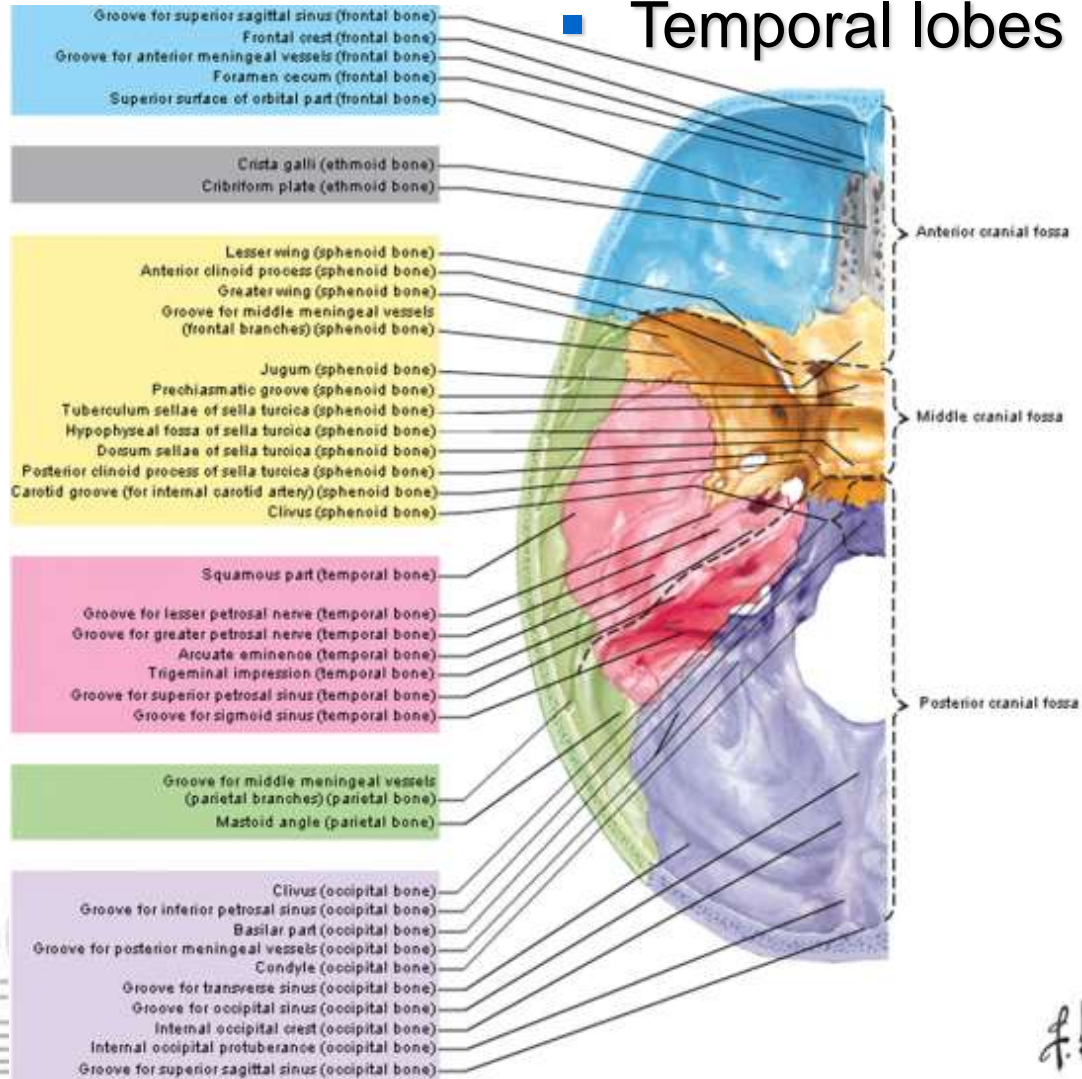 ▪ Temporal lobes
Groove for superior sagittal sinus (frontal bone)
Frontal crest (frontal bone)
Groove for anterior meningeal vessels (frontal bone)
Foramen cecum (frontal bone)
Superior surface of orbital part (frontal bone)
Crista galli (ethmoid bone)
Cribriform plate (ethmoid bone)
Lesser wing (sphenoid bone)
Anterior clinoid process (sphenoid bone)
Greater wing (sphenoid bone)
Groove for middle meningeal vessels
(frontal branches) (sphenoid bone)
Jugum (sphenoid bone)
Prechiasmatic groove (sphenoid bone)
Tuberculum sellae of sella turcica (sphenoid bone)
Hypophyseal fossa of sella turcica (sphenoid bone)
Dorsum sellae of sella turcica (sphenoid bone)
Posterior clinoid process of sella turcica (sphenoid bone)
Carotid groove (for internal carotid artery) (sphenoid bone)
Clivus (sphenoid bone)
Squamous part (temporal bone)
Groove for lesser petrosal nerve (temporal bone)
Groove for greater petrosal nerve (temporal bone)
Arcuate eminence (temporal bone)
Trigeminal impression (temporal bone)
Groove for superior petrosal sinus (temporal bone)
Groove for sigmoid sinus (temporal bone)
Groove for middle meningeal vessels
(parietal branches) (parietal bone)
Mastoid angle (parietal bone)
Clivus (occipital bone)
Groove for inferior petrosal sinus (occipital bone)
Basilar part (occipital bone)
Groove for posterior meningeal vessels (occipital bone)
Condyle (occipital bone)
Groove for transverse sinus (occipital bone)
Groove for occipital sinus (occipital bone)
Internal occipital crest (occipital bone)
Internal occipital protuberance (occipital bone)
Groove for superior sagittal sinus (occipital bone)
Anterior cranial fossa
Middle cranial fossa
Posterior cranial fossa